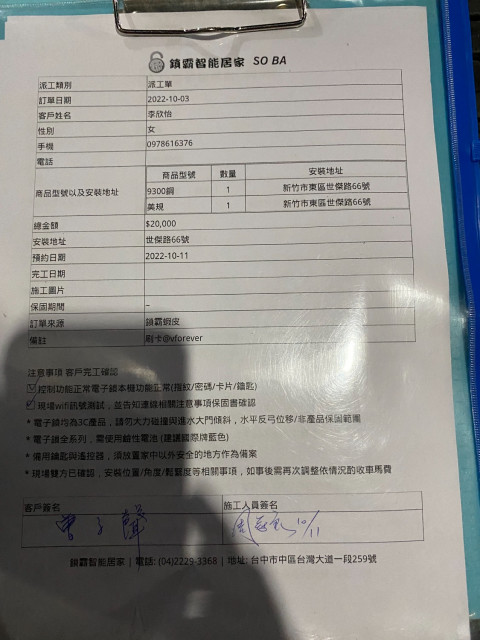 鎖霸智能居家 SO BA
派工類別 派工單
訂單日期 2022-10-03
客戶姓名 李欣怡
性別 女
手機 0978616376
電話
商品型號以及安裝地址
商品型號 數量 安裝地址
9300銅 1 新竹市東區世傑路66號
美規 1 新竹市東區世傑路66號
總金額 $20,000
安裝地址 世傑路66號
預約日期 2022-10-11
完工日期
施工圖片
保固期間 –
訂單來源 鎖霸蝦皮
備註 刷卡@vforever
注意事項 客戶完工確認
控制功能正常電子鎖本機功能正常(指紋/密碼/卡片/鑰匙)
現場wifi訊號測試，並告知連線相關注意事項保固書確認
* 電子鎖均為3C產品，請勿大力碰撞與進水大門傾斜，水平反弓位移/非產品保固範圍
* 電子鎖全系列，需使用鹼性電池 (建議國際牌藍色)
* 備用鑰匙與遙控器，須放置家中以外安全的地方作為備案
* 現場雙方已確認，安裝位置/角度/鬆緊度等相關事項，如事後需再次調整依情況酌收車馬費
客戶簽名 施工人員簽名
10/11
鎖霸智能居家 | 電話: (04)2229-3368 | 地址: 台中市中區台灣大道一段259號